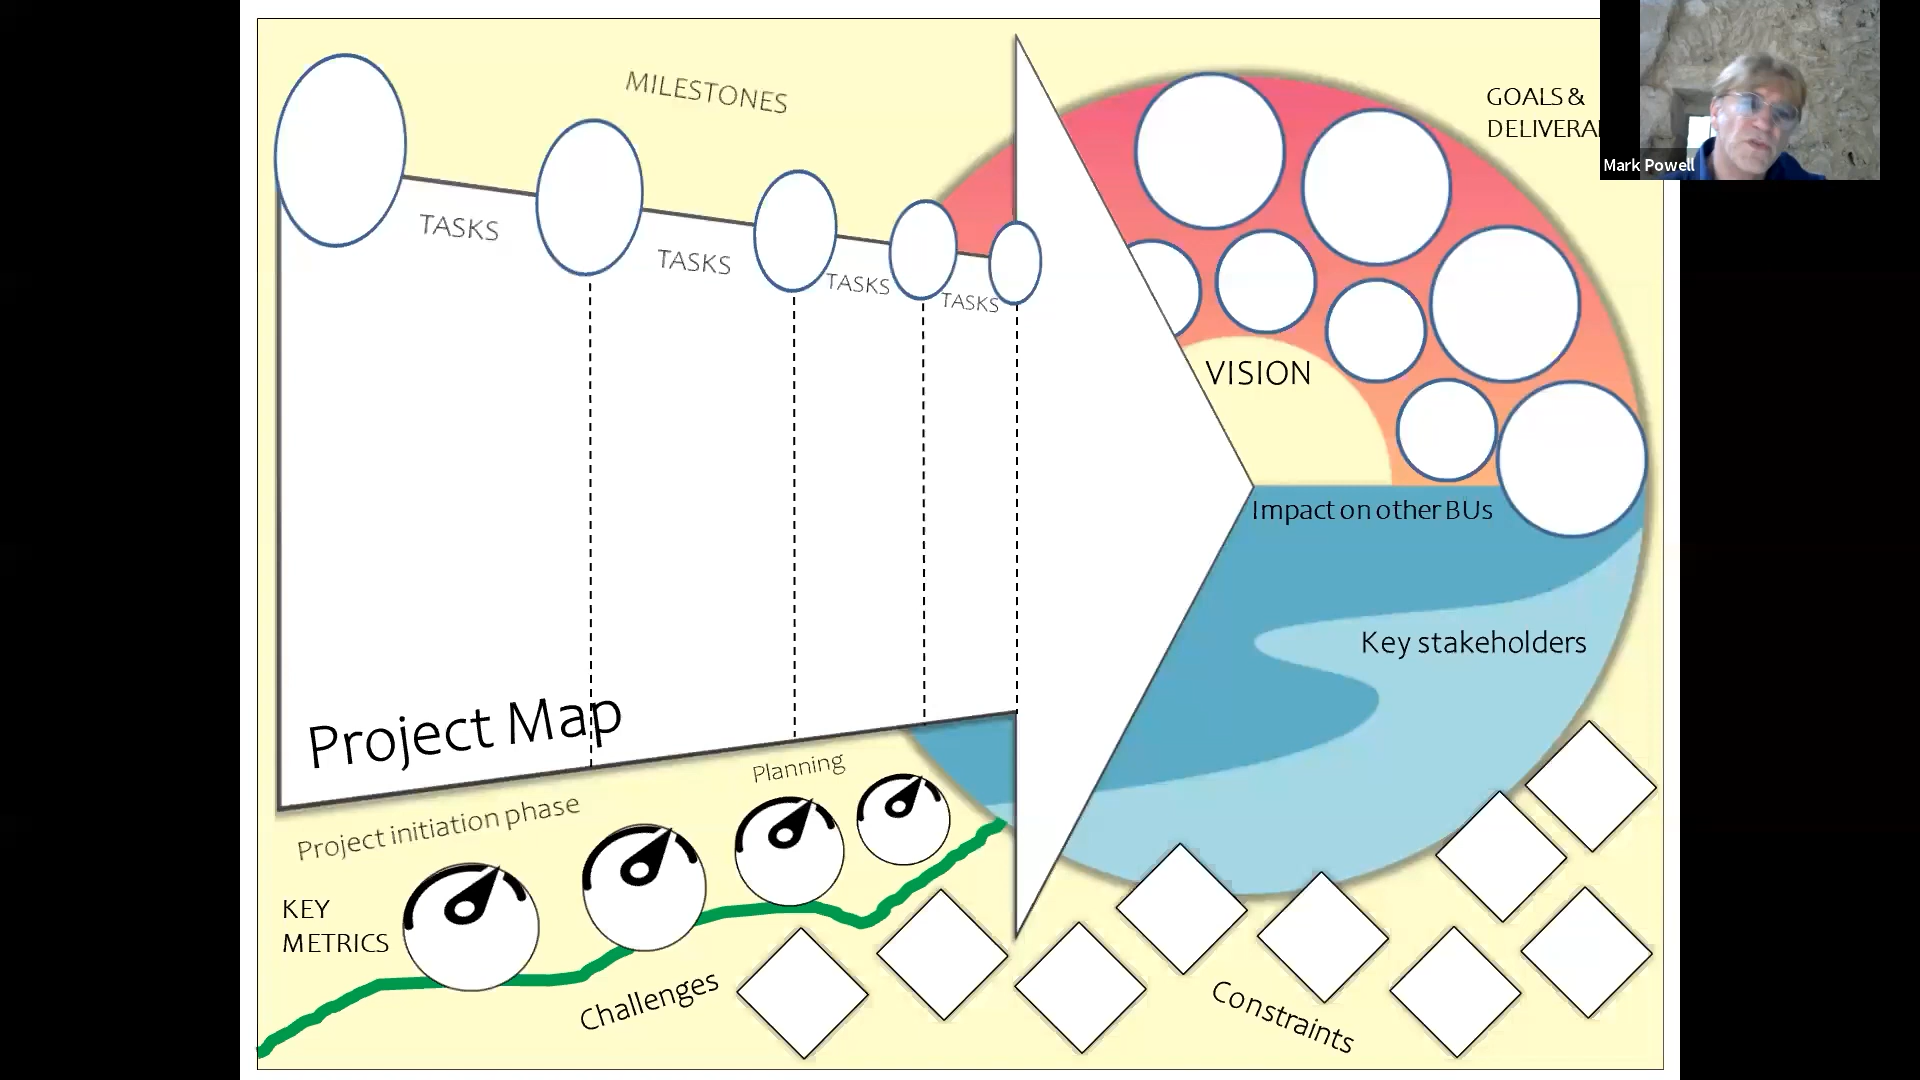 MILESTONES
GOALS &
DELIVERA
Mark Powell
TASKS
TASKS
TASKS
TASKS
VISION
Impact on other BUs
Key stakeholders
Project Map
Planning
Project initiation phase
KEY
METRICS
Challenges
Constraints